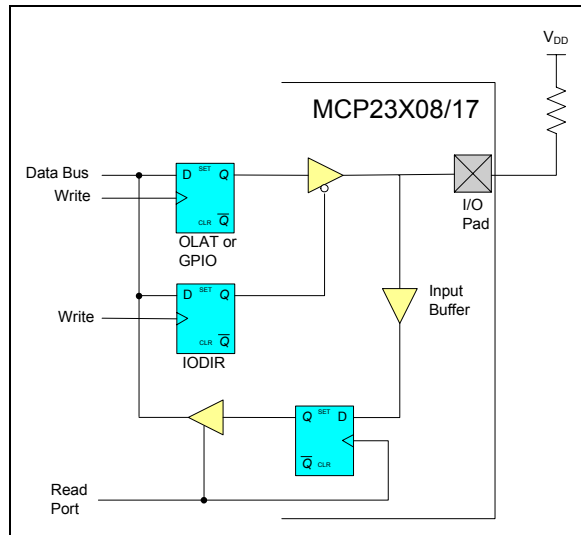 VDD
MCP23X08/17
Data Bus
D SET Q
Write
CLR Q
I/O
Pad
OLAT or
GPIO
D SET Q
Input
Buffer
Write
CLR Q
IODIR
Q SET D
Q CLR
Read
Port